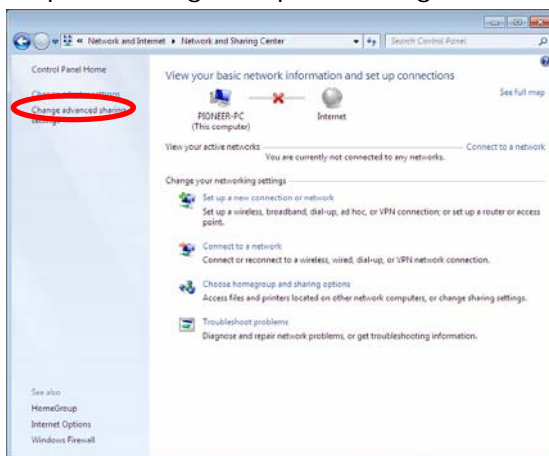 « Network and Internet ▸ Network and Sharing Center
Search Control Panel
Control Panel Home
Change adapter settings
Change advanced sharing
settings
View your basic network information and set up connections
See full map
PIONEER-PC
(This computer)
Internet
View your active networks
Connect to a network
You are currently not connected to any networks.
Change your networking settings
Set up a new connection or network
Set up a wireless, broadband, dial-up, ad hoc, or VPN connection; or set up a router or access
point.
Connect to a network
Connect or reconnect to a wireless, wired, dial-up, or VPN network connection.
Choose homegroup and sharing options
Access files and printers located on other network computers, or change sharing settings.
Troubleshoot problems
Diagnose and repair network problems, or get troubleshooting information.
See also
HomeGroup
Internet Options
Windows Firewall